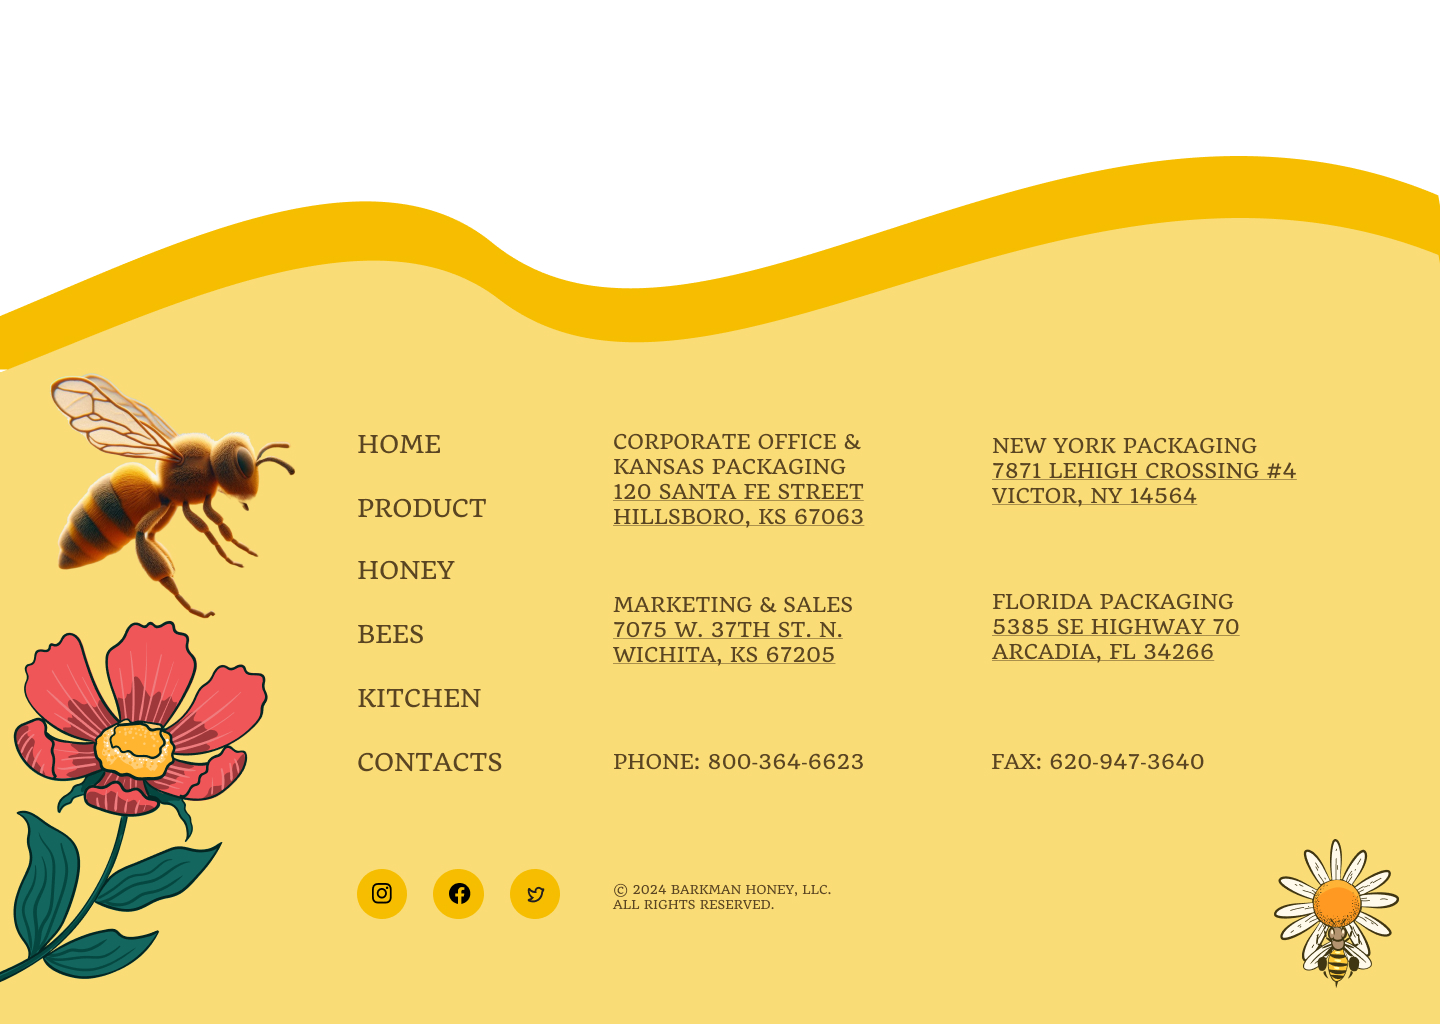 HOME
PRODUCT
HONEY
BEES
KITCHEN
CONTACTS
CORPORATE OFFICE &
KANSAS PACKAGING
120 SANTA FE STREET
HILLSBORO, KS 67063
MARKETING & SALES
7075 W. 37TH ST. N.
WICHITA, KS 67205
PHONE: 800-364-6623
NEW YORK PACKAGING
7871 LEHIGH CROSSING #4
VICTOR, NY 14564
FLORIDA PACKAGING
5385 SE HIGHWAY 70
ARCADIA, FL 34266
FAX: 620-947-3640
© 2024 BARKMAN HONEY, LLC.
ALL RIGHTS RESERVED.